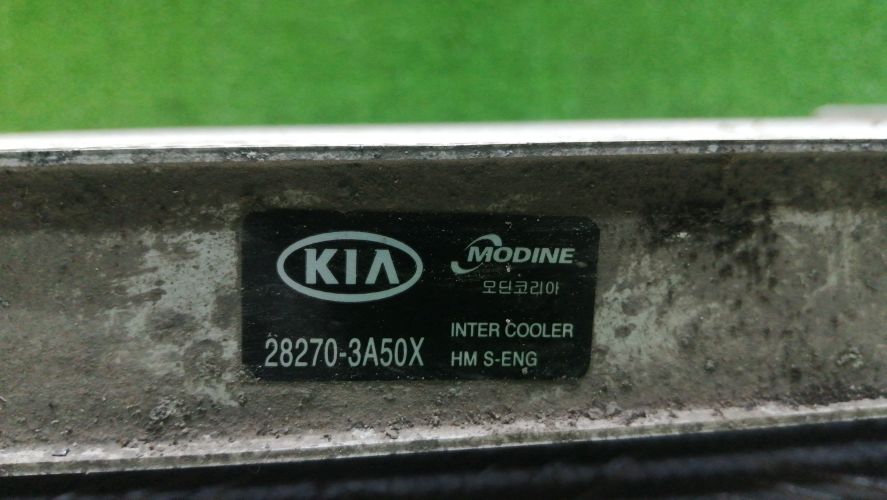 KIA
MODINE
모딘코리아
28270-3A50X
INTER COOLER
HM S-ENG